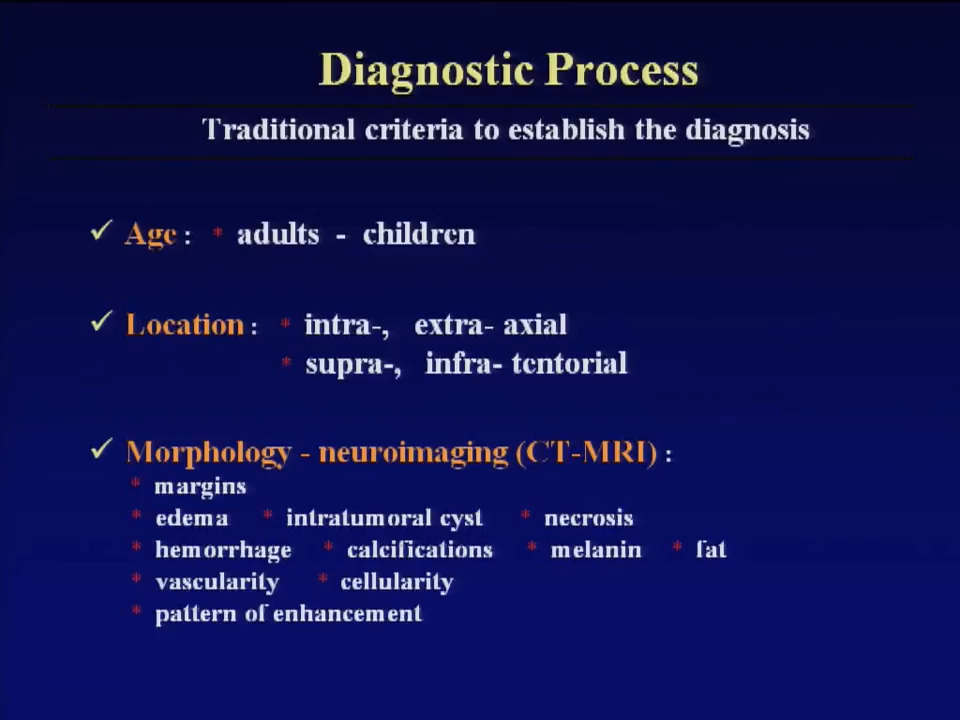 Diagnostic Process
Traditional criteria to establish the diagnosis
✓ Age : * adults - children
✓ Location : * intra-, extra- axial
* supra-, infra- tentorial
✓ Morphology - neuroimaging (CT-MRI) :
* margins
* edema * intratumoral cyst * necrosis
* hemorrhage * calcifications * melanin * fat
* vascularity * cellularity
* pattern of enhancement